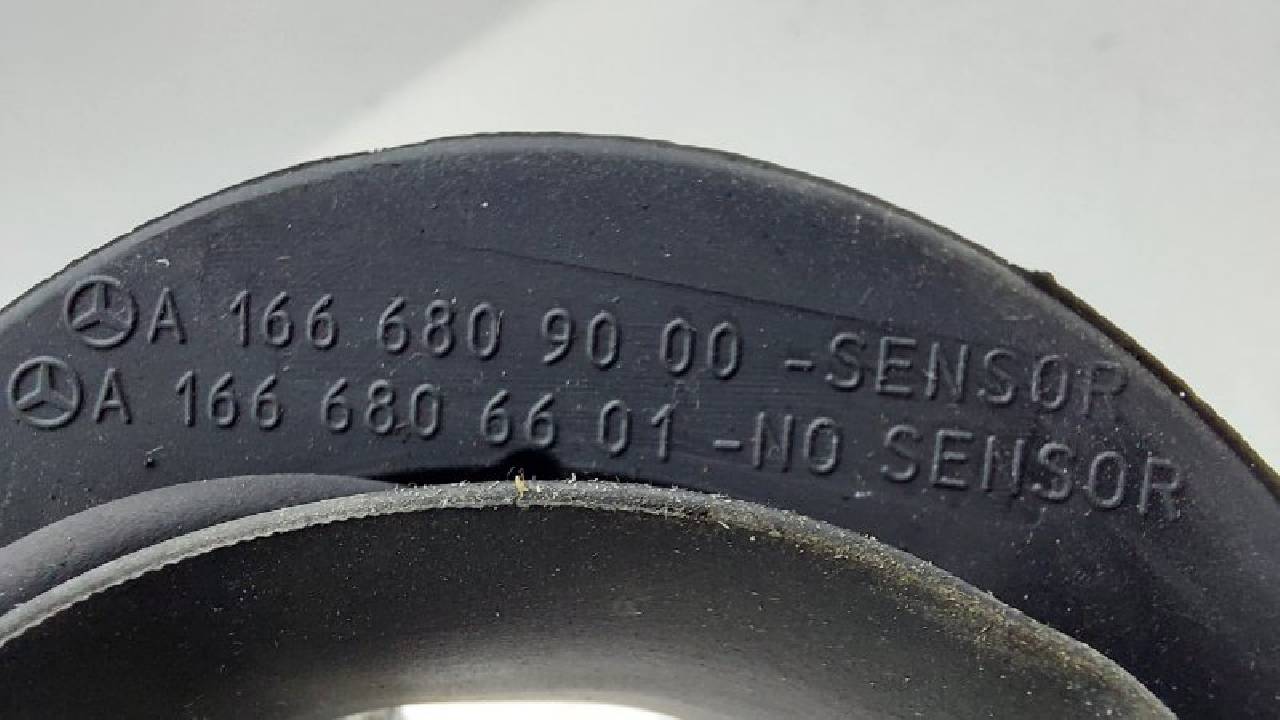 A 166 680 90 00 -SENSOR
A 166 680 66 01 -NO SENSOR